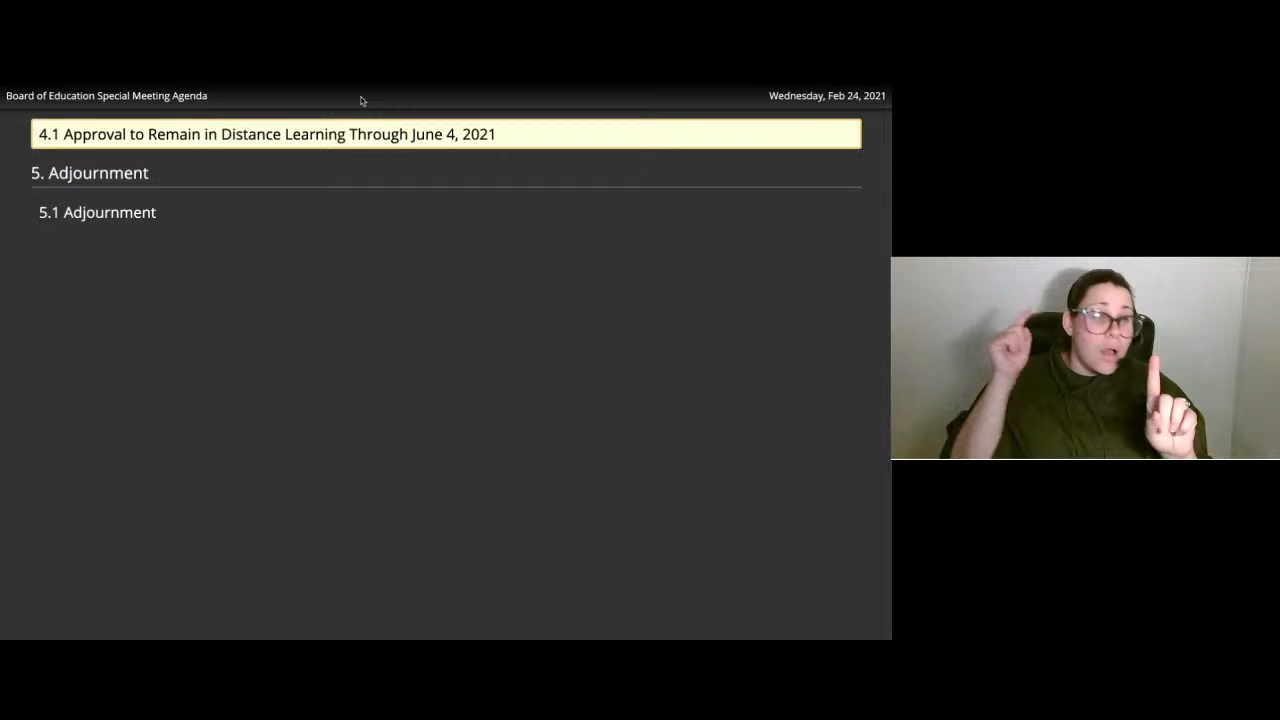 Board of Education Special Meeting Agenda
Wednesday, Feb 24, 2021
4.1 Approval to Remain in Distance Learning Through June 4, 2021
5. Adjournment
5.1 Adjournment